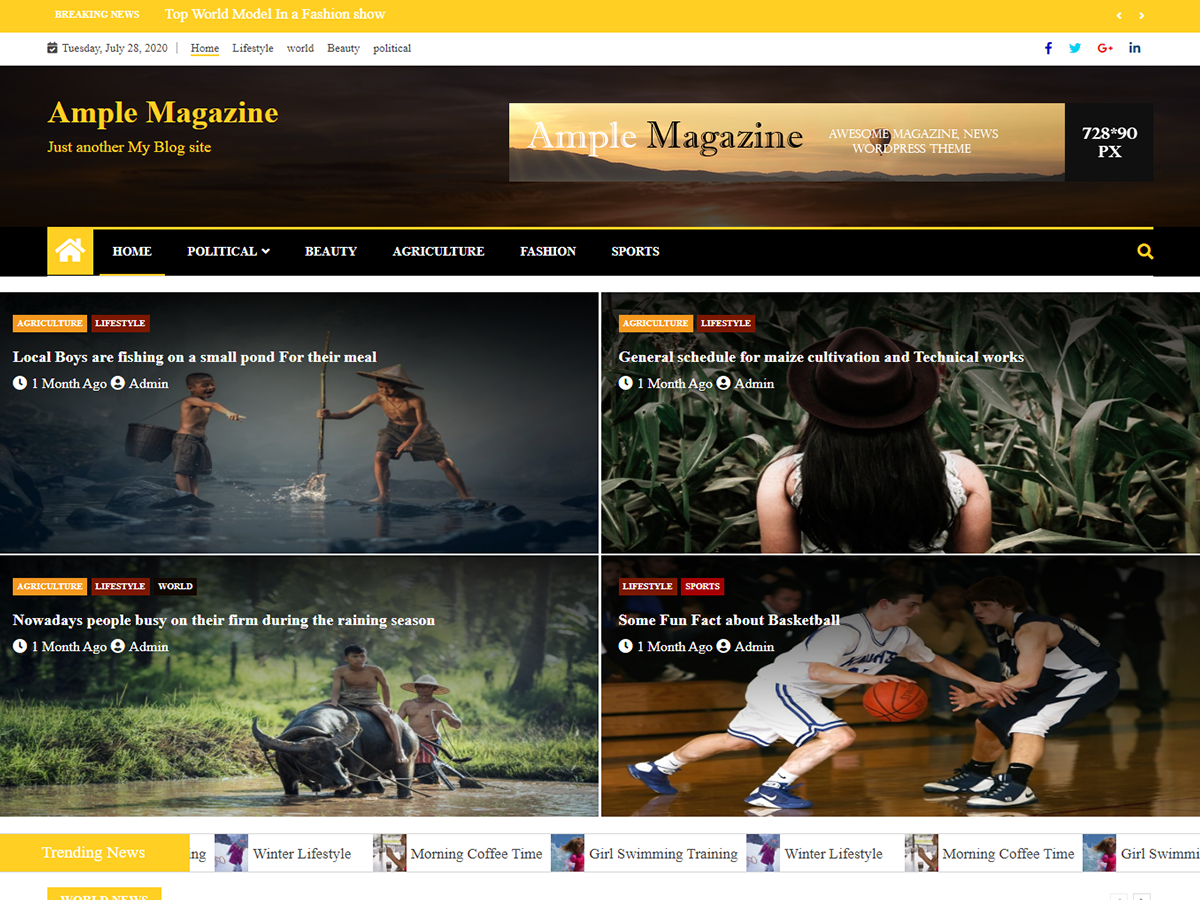 BREAKING NEWS Top World Model In a Fashion show
Tuesday, July 28, 2020 | Home Lifestyle world Beauty political
Ample Magazine
Just another My Blog site
Ample Magazine
AWESOME MAGAZINE, NEWS
WORDPRESS THEME
728*90
PX
HOME POLITICAL BEAUTY AGRICULTURE FASHION SPORTS
AGRICULTURE LIFESTYLE
Local Boys are fishing on a small pond For their meal
1 Month Ago Admin
AGRICULTURE LIFESTYLE
General schedule for maize cultivation and Technical works
1 Month Ago Admin
AGRICULTURE LIFESTYLE WORLD
Nowadays people busy on their firm during the raining season
1 Month Ago Admin
LIFESTYLE SPORTS
Some Fun Fact about Basketball
1 Month Ago Admin
Trending News ng Winter Lifestyle Morning Coffee Time Girl Swimming Training Winter Lifestyle Morning Coffee Time Girl Swimmi
WORLD NEWS